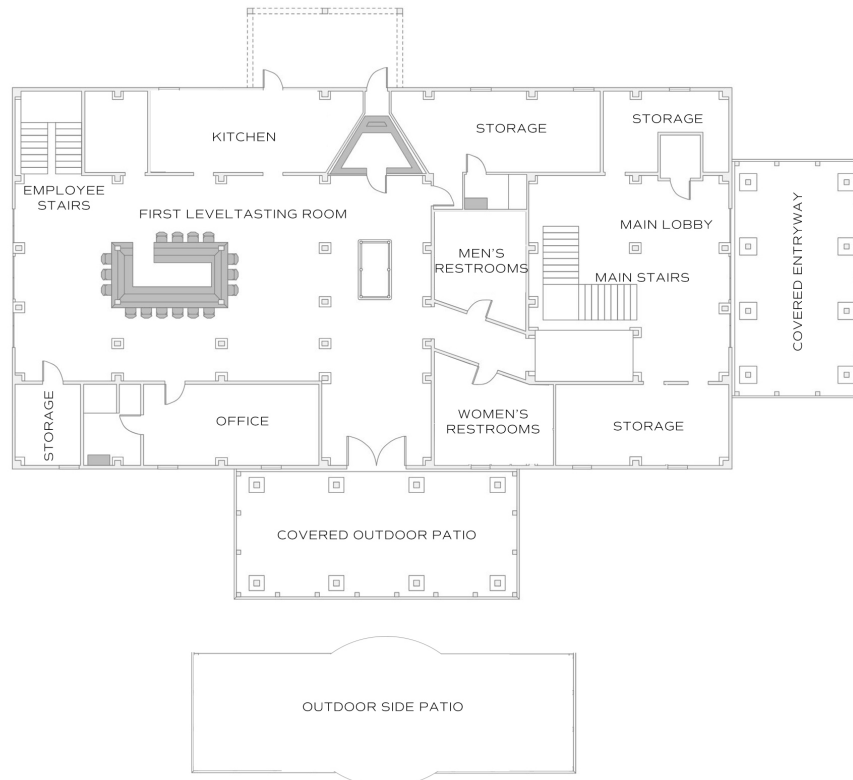 KITCHEN
STORAGE
STORAGE
EMPLOYEE
STAIRS
FIRST LEVELTASTING ROOM
MAIN LOBBY
MEN'S
RESTROOMS
MAIN STAIRS
COVERED ENTRYWAY
STORAGE
OFFICE
WOMEN'S
RESTROOMS
STORAGE
COVERED OUTDOOR PATIO
OUTDOOR SIDE PATIO